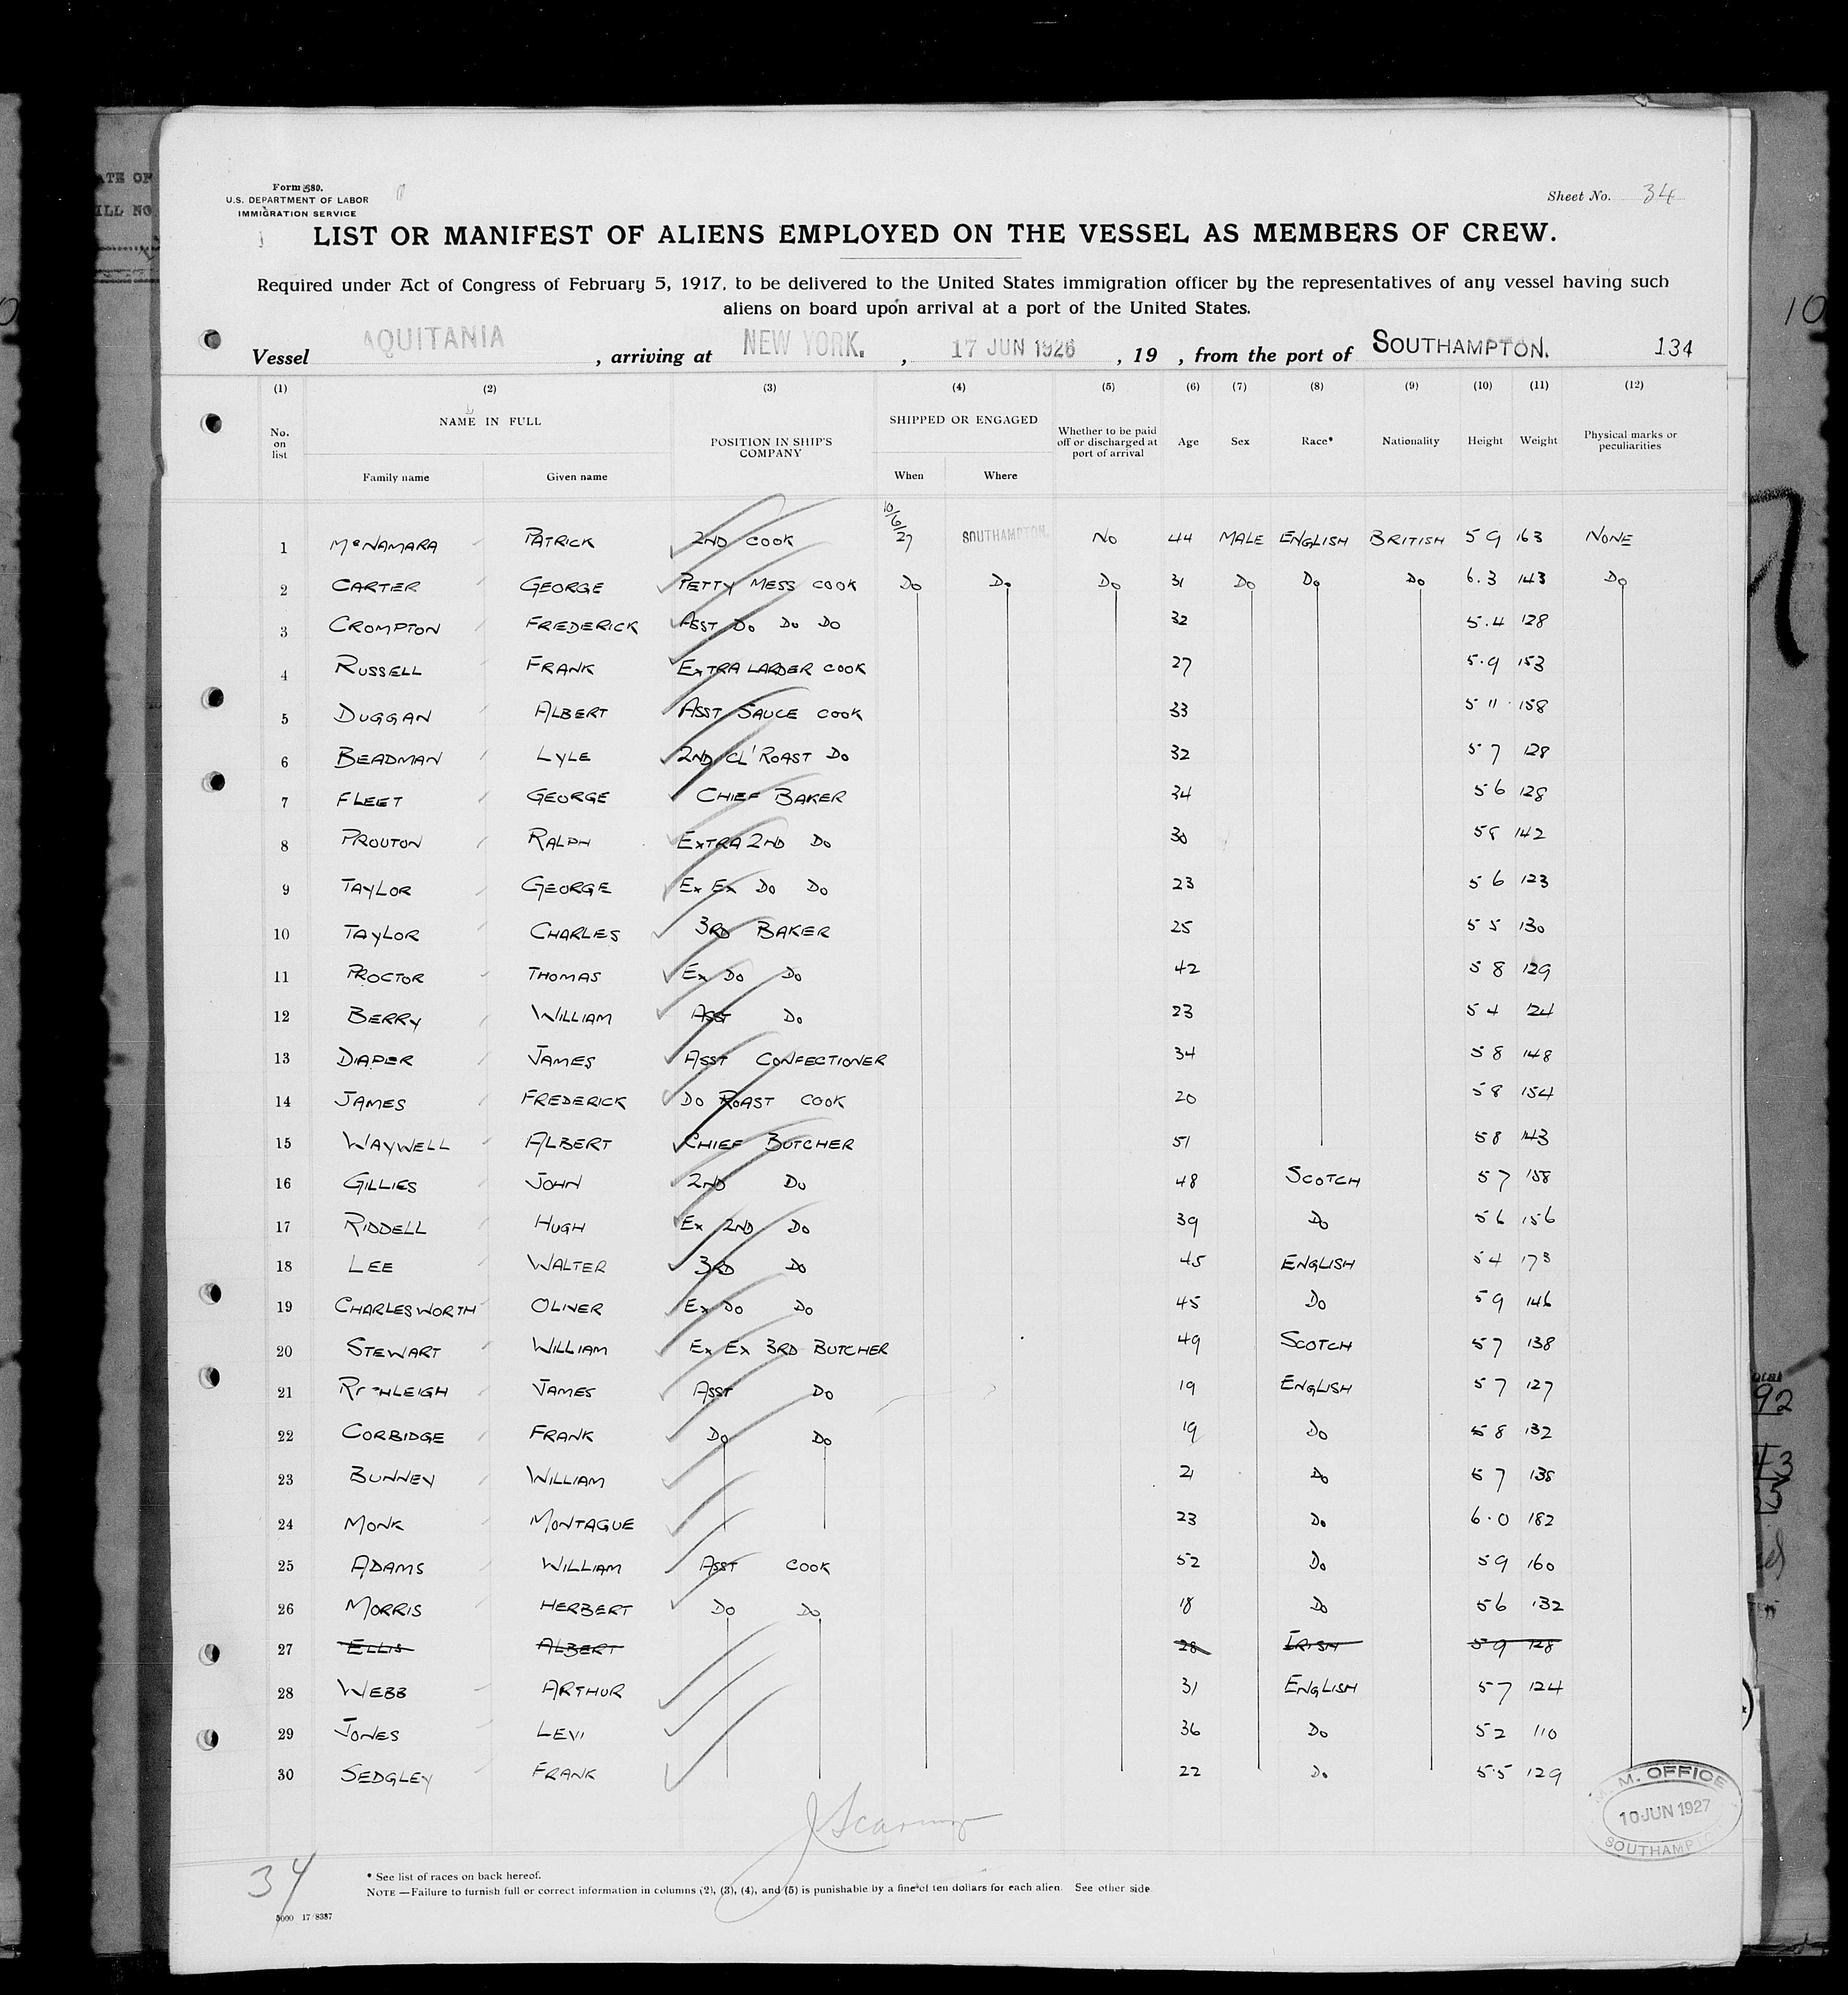 Form 580.
U.S. DEPARTMENT OF LABOR
IMMIGRATION SERVICE
Sheet No. 34
LIST OR MANIFEST OF ALIENS EMPLOYED ON THE VESSEL AS MEMBERS OF CREW.
Required under Act of Congress of February 5, 1917, to be delivered to the United States immigration officer by the representatives of any vessel having such
aliens on board upon arrival at a port of the United States.
Vessel AQUITANIA, arriving at NEW YORK., 17 JUN 1926, 19 , from the port of SOUTHAMPTON. 134
(1) (2) (3) (4) (5) (6) (7) (8) (9) (10) (11) (12)
No. on list NAME IN FULL POSITION IN SHIP'S COMPANY SHIPPED OR ENGAGED Whether to be paid off or discharged at port of arrival Age Sex Race* Nationality Height Weight Physical marks or peculiarities
Family name Given name When Where
1 McNAMARA PATRICK 2ND COOK 10/6/27 SOUTHAMPTON. NO 44 MALE ENGLISH BRITISH 5 9 163 NONE
2 CARTER GEORGE PETTY MESS COOK DO DO DO 31 DO DO DO 6.3 143 DO
3 CROMPTON FREDERICK ASST DO DO DO 32 5.4 128
4 RUSSELL FRANK EXTRA LARDER COOK 27 5.9 153
5 DUGGAN ALBERT ASST SAUCE COOK 33 5 11 158
6 BEADMAN LYLE 2ND CL' ROAST DO 32 5 7 128
7 FLEET GEORGE CHIEF BAKER 34 5 6 128
8 PROUTON RALPH EXTRA 2ND DO 30 5 8 142
9 TAYLOR GEORGE EX EX DO DO 23 5 6 123
10 TAYLOR CHARLES 3RD BAKER 25 5 5 130
11 PROCTOR THOMAS EX DO DO 42 5 8 129
12 BERRY WILLIAM ASST DO 23 5 4 124
13 DIAPER JAMES ASST CONFECTIONER 34 5 8 148
14 JAMES FREDERICK DO ROAST COOK 20 5 8 154
15 WAYWELL ALBERT CHIEF BUTCHER 51 5 8 143
16 GILLIES JOHN 2ND DO 48 SCOTCH 5 7 158
17 RIDDELL HUGH EX 2ND DO 39 DO 5 6 156
18 LEE WALTER 3RD DO 45 ENGLISH 5 4 173
19 CHARLESWORTH OLIVER EX DO DO 45 DO 5 9 146
20 STEWART WILLIAM EX EX 3RD BUTCHER 49 SCOTCH 5 7 138
21 JAMES ASST DO 19 ENGLISH 5 7 127
22 CORBIDGE FRANK DO DO 19 DO 5 8 132
23 BUNNEY WILLIAM 21 DO 5 7 138
24 MONK MONTAGUE 23 DO 6.0 182
25 ADAMS WILLIAM ASST COOK 52 DO 5 9 160
26 MORRIS HERBERT DO DO 18 DO 5 6 132
27 ELLIS ALBERT 28 IRISH 5 9 128
28 WEBB ARTHUR 31 ENGLISH 5 7 124
29 JONES LEVI 36 DO 5 2 110
30 SEDGLEY FRANK 22 DO 5.5 129
M. M. OFFICE
10 JUN 1927
SOUTHAMPTON
34
* See list of races on back hereof.
NOTE —Failure to furnish full or correct information in columns (2), (3), (4), and (5) is punishable by a fine of ten dollars for each alien. See other side
5000 17/8387